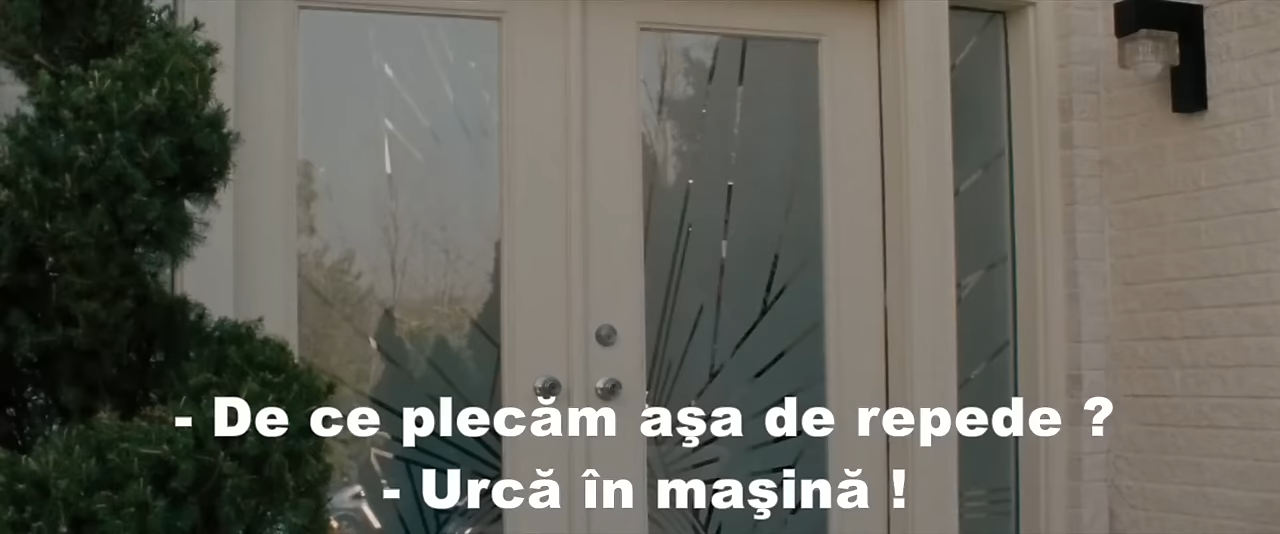 - De ce plecăm aşa de repede ?
- Urcă în maşină !